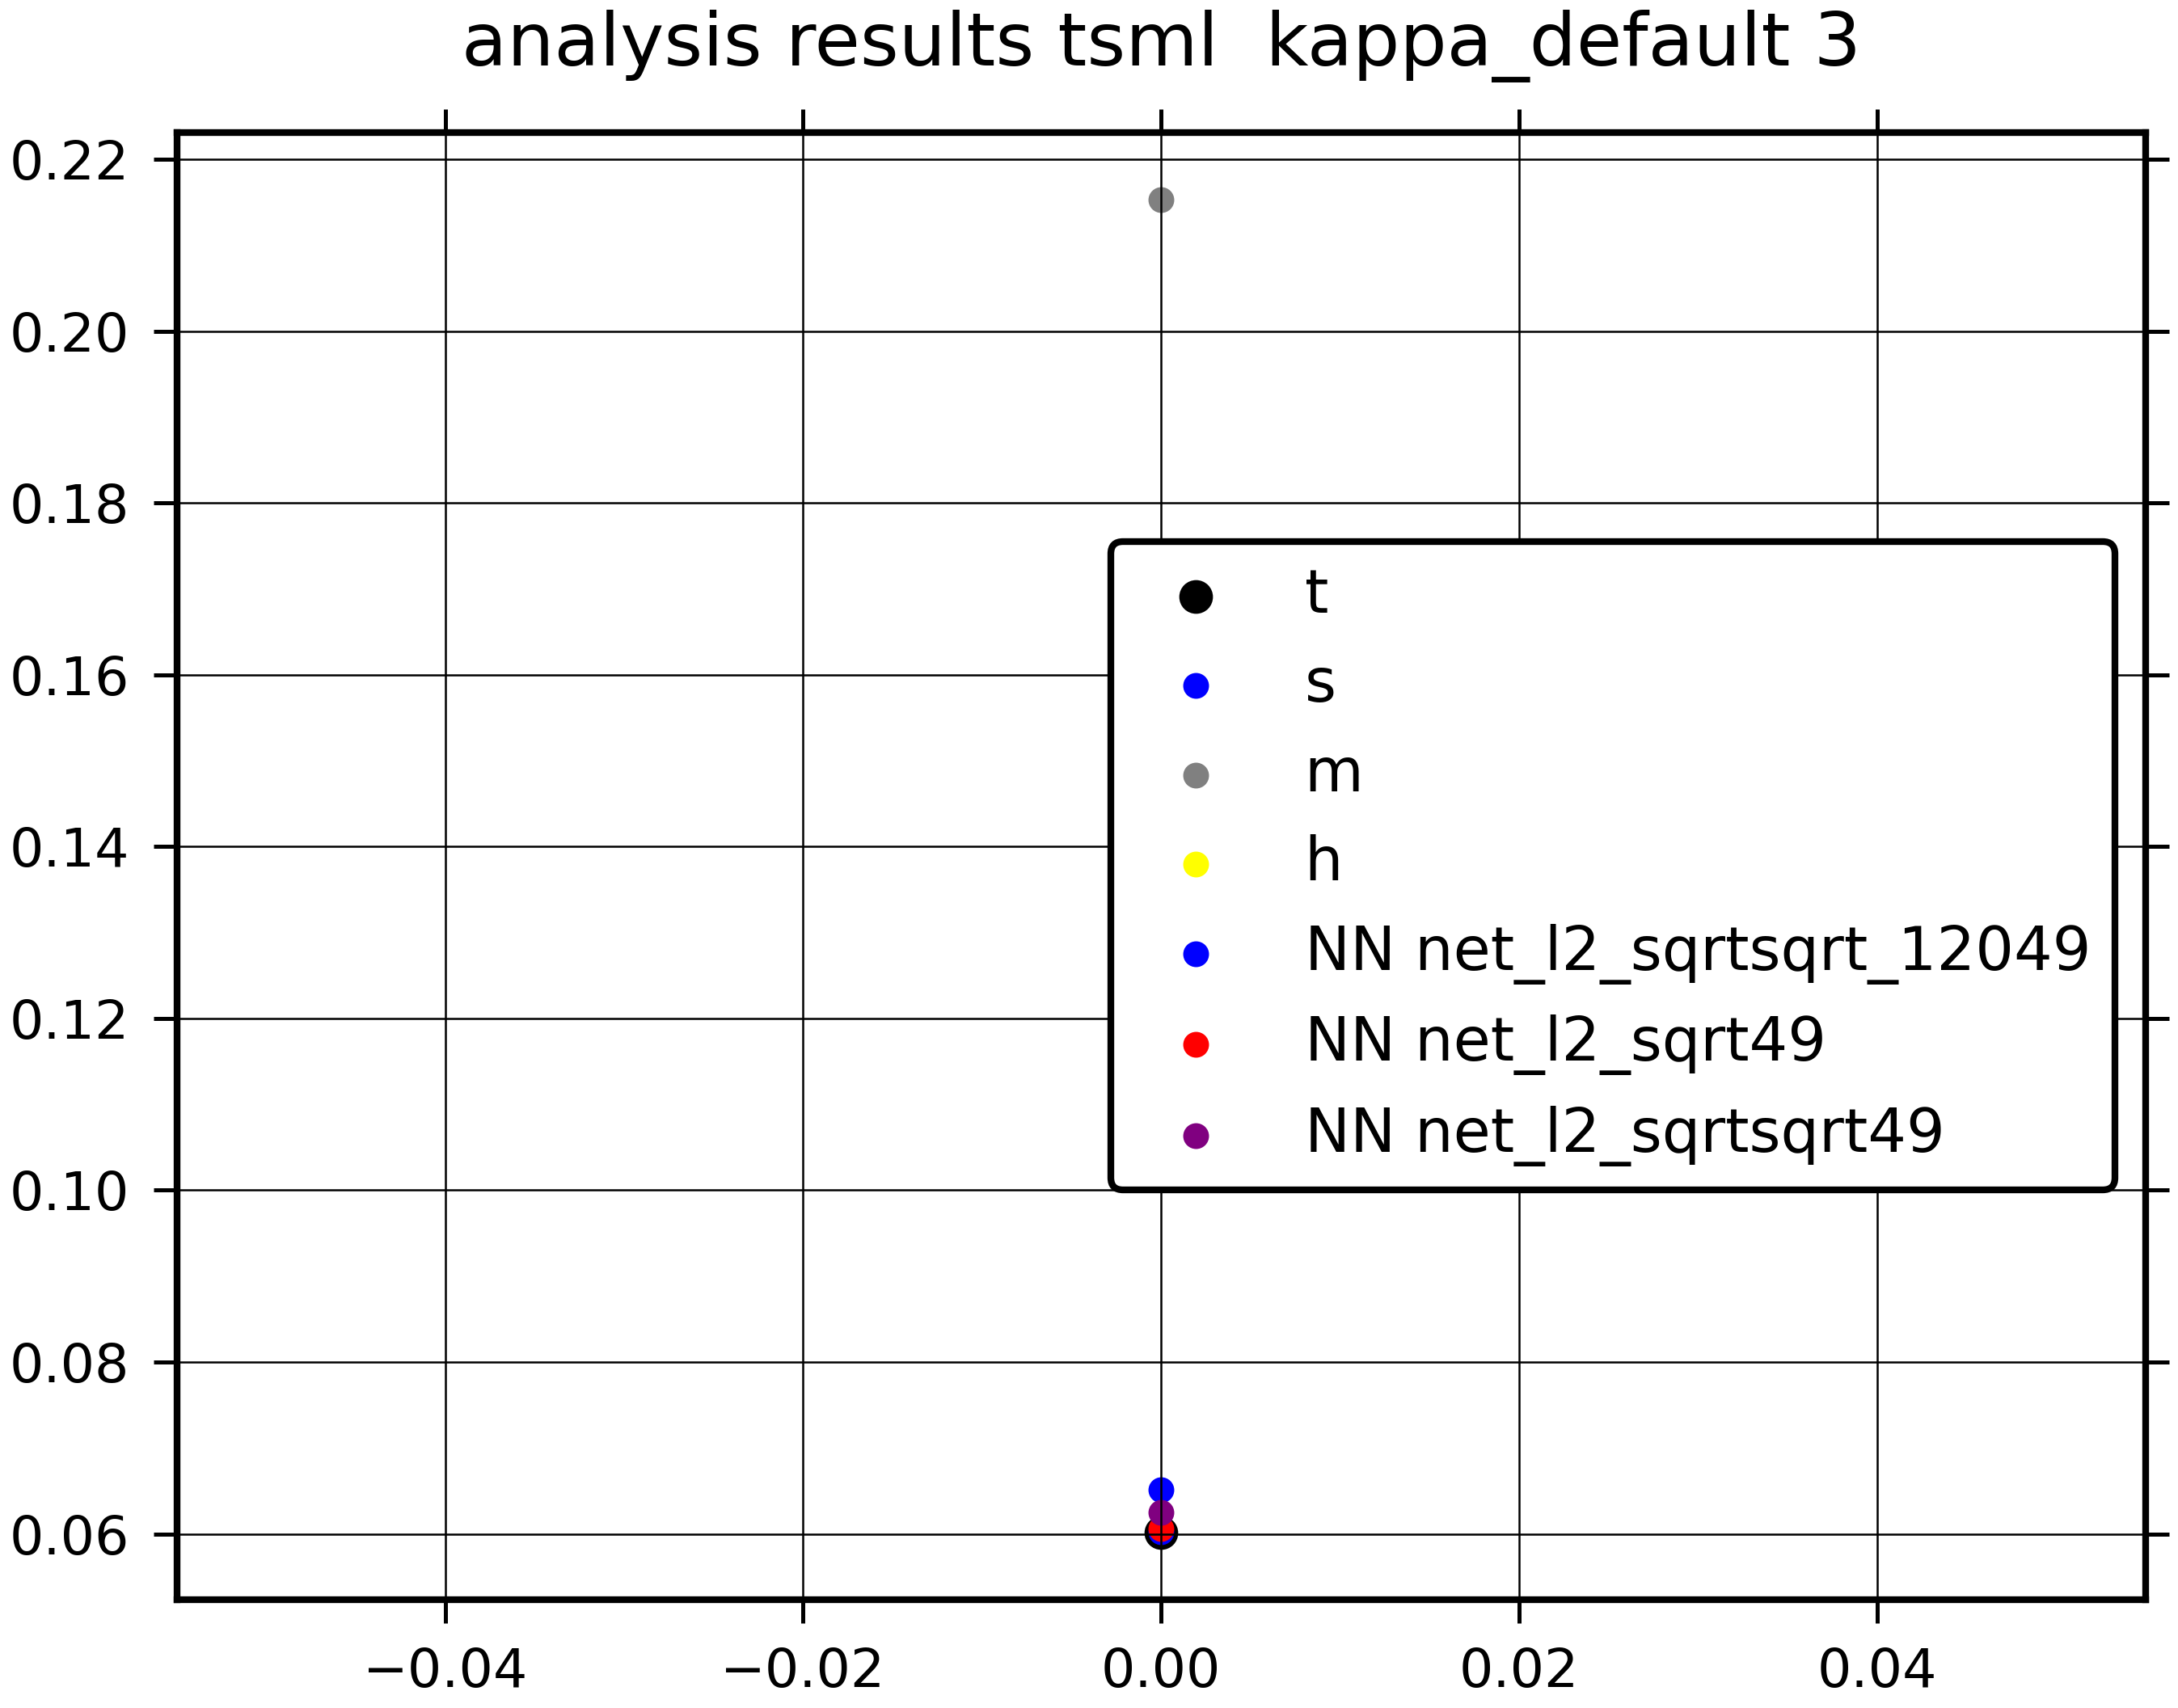 analysis results tsml  kappa_default 3
0.22
0.20
0.18
0.16
0.14
0.12
0.10
0.08
0.06
t
s
m
h
NN net_l2_sqrtsqrt_12049
NN net_l2_sqrt49
NN net_l2_sqrtsqrt49
−0.04 −0.02 0.00 0.02 0.04